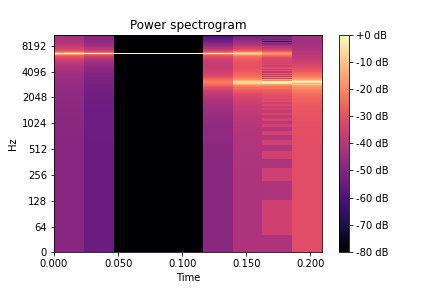 Power spectrogram
8192
4096
2048
1024
512
256
128
64
0
Hz
0.000 0.050 0.100 0.150 0.200
Time
+0 dB
-10 dB
-20 dB
-30 dB
-40 dB
-50 dB
-60 dB
-70 dB
-80 dB